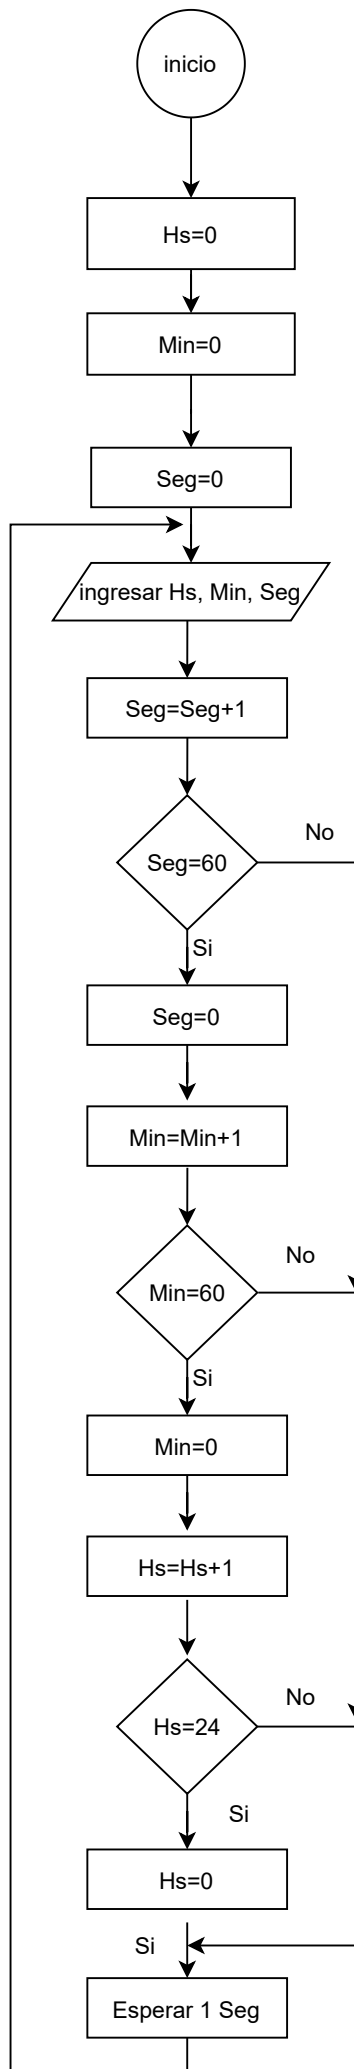 inicio
Hs=0
Min=0
Seg=0
ingresar Hs, Min, Seg
Seg=Seg+1
No
Seg=60
Si
Seg=0
Min=Min+1
No
Min=60
Si
Min=0
Hs=Hs+1
No
Hs=24
Si
Hs=0
Si
Esperar 1 Seg